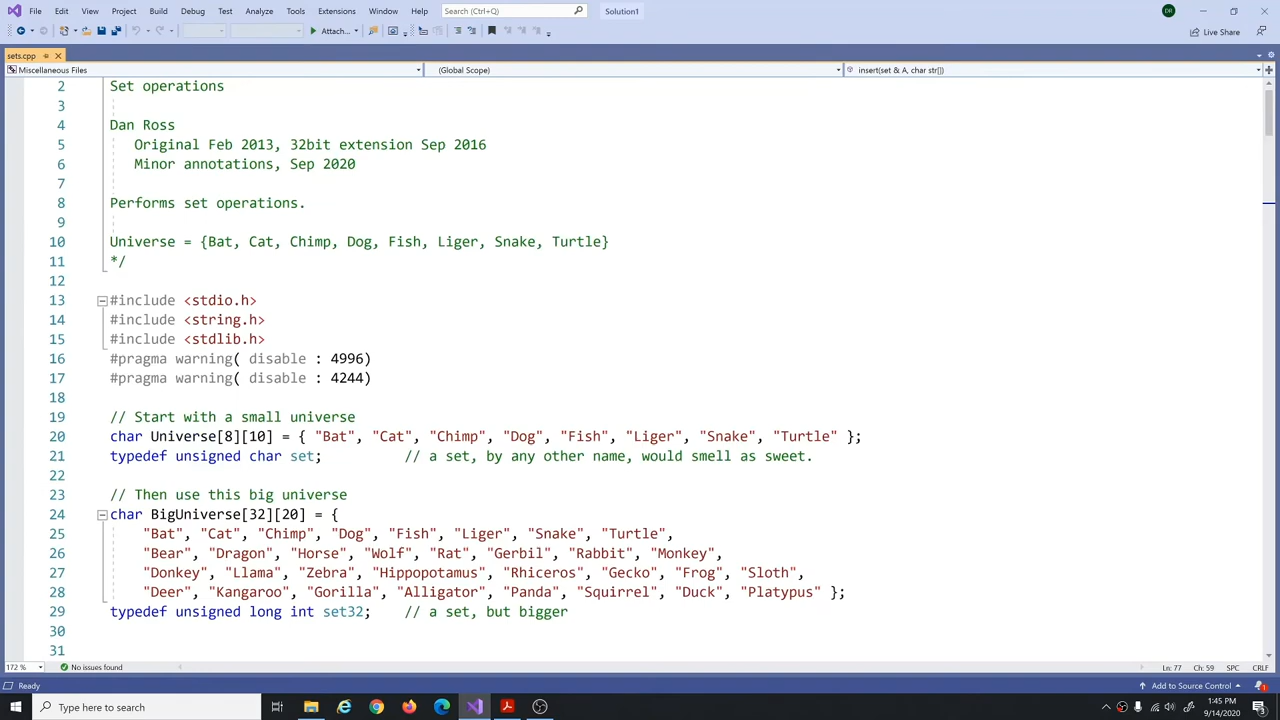 File Edit View Project Build Debug Test Analyze Tools Extensions Window Help Search (Ctrl+Q) Solution1 DR
Attach... Live Share
sets.cpp
Miscellaneous Files (Global Scope) insert(set & A, char str[])
2 Set operations
3
4 Dan Ross
5 Original Feb 2013, 32bit extension Sep 2016
6 Minor annotations, Sep 2020
7
8 Performs set operations.
9
10 Universe = {Bat, Cat, Chimp, Dog, Fish, Liger, Snake, Turtle}
11 */
12
13 #include <stdio.h>
14 #include <string.h>
15 #include <stdlib.h>
16 #pragma warning( disable : 4996)
17 #pragma warning( disable : 4244)
18
19 // Start with a small universe
20 char Universe[8][10] = { "Bat", "Cat", "Chimp", "Dog", "Fish", "Liger", "Snake", "Turtle" };
21 typedef unsigned char set; // a set, by any other name, would smell as sweet.
22
23 // Then use this big universe
24 char BigUniverse[32][20] = {
25 "Bat", "Cat", "Chimp", "Dog", "Fish", "Liger", "Snake", "Turtle",
26 "Bear", "Dragon", "Horse", "Wolf", "Rat", "Gerbil", "Rabbit", "Monkey",
27 "Donkey", "Llama", "Zebra", "Hippopotamus", "Rhiceros", "Gecko", "Frog", "Sloth",
28 "Deer", "Kangaroo", "Gorilla", "Alligator", "Panda", "Squirrel", "Duck", "Platypus" };
29 typedef unsigned long int set32; // a set, but bigger
30
31
172 % No issues found Ln: 77 Ch: 59 SPC CRLF
Ready Add to Source Control 1
Type here to search 1:45 PM
9/14/2020